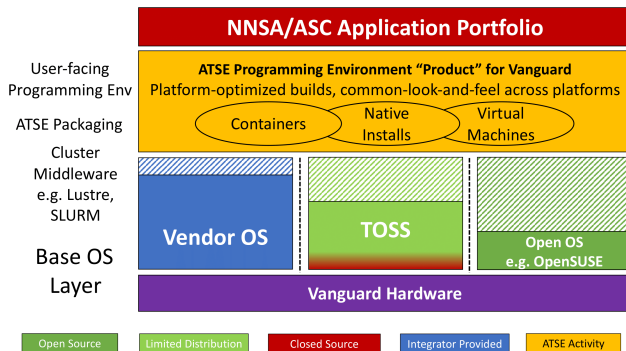 NNSA/ASC Application Portfolio
User-facing
Programming Env
ATSE Programming Environment “Product” for Vanguard
Platform-optimized builds, common-look-and-feel across platforms
ATSE Packaging
Containers
Native
Installs
Virtual
Machines
Cluster
Middleware
e.g. Lustre,
SLURM
Base OS
Layer
Vendor OS
TOSS
Open OS
e.g. OpenSUSE
Vanguard Hardware
Open Source
Limited Distribution
Closed Source
Integrator Provided
ATSE Activity